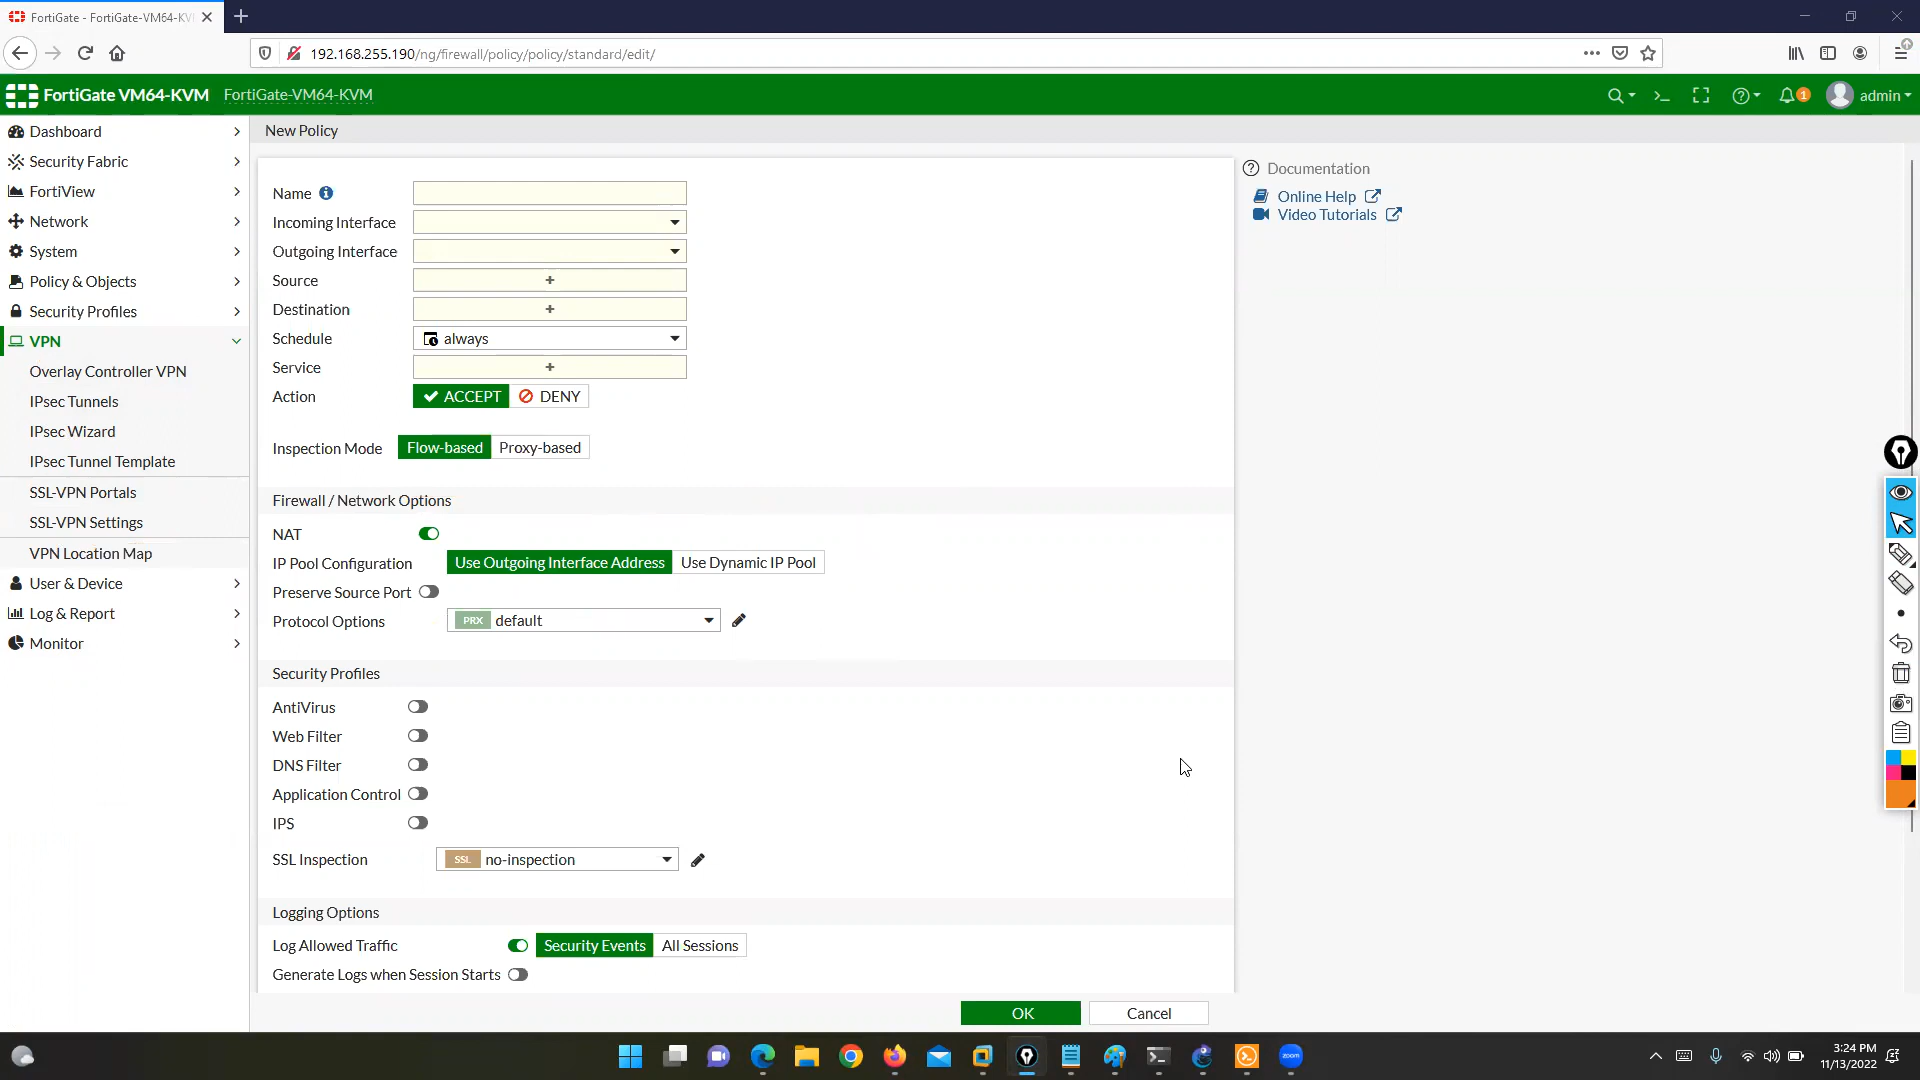 FortiGate - FortiGate-VM64-KVM
192.168.255.190/ng/firewall/policy/policy/standard/edit/
FortiGate VM64-KVM
FortiGate-VM64-KVM
1
admin
Dashboard
Security Fabric
FortiView
Network
System
Policy & Objects
Security Profiles
VPN
Overlay Controller VPN
IPsec Tunnels
IPsec Wizard
IPsec Tunnel Template
SSL-VPN Portals
SSL-VPN Settings
VPN Location Map
User & Device
Log & Report
Monitor
New Policy
Name
Incoming Interface
Outgoing Interface
Source
Destination
Schedule always
Service
Action ACCEPT DENY
Inspection Mode Flow-based Proxy-based
Firewall / Network Options
NAT
IP Pool Configuration Use Outgoing Interface Address Use Dynamic IP Pool
Preserve Source Port
Protocol Options PRX default
Security Profiles
AntiVirus
Web Filter
DNS Filter
Application Control
IPS
SSL Inspection SSL no-inspection
Logging Options
Log Allowed Traffic Security Events All Sessions
Generate Logs when Session Starts
OK Cancel
Documentation
Online Help
Video Tutorials
zoom
3:24 PM
11/13/2022